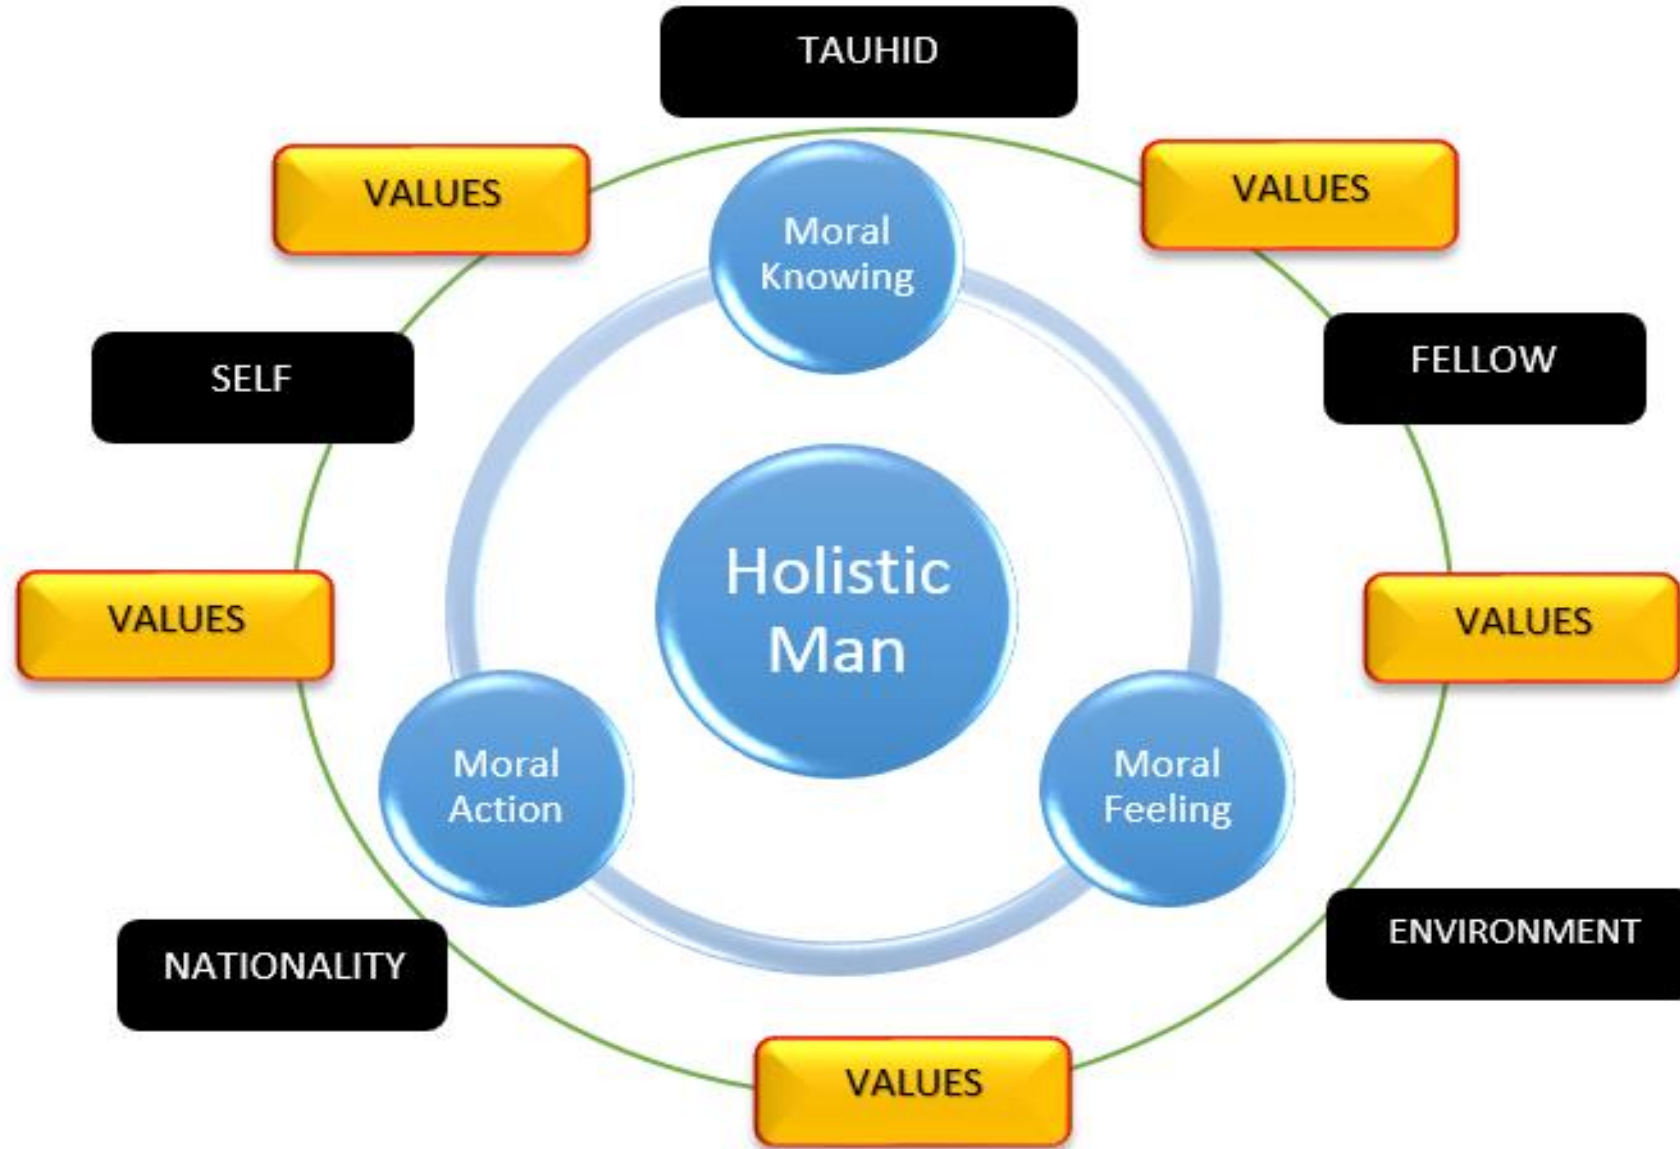 TAUHID
VALUES
VALUES
Moral
Knowing
SELF
FELLOW
Holistic
Man
VALUES
VALUES
Moral
Action
Moral
Feeling
NATIONALITY
ENVIRONMENT
VALUES